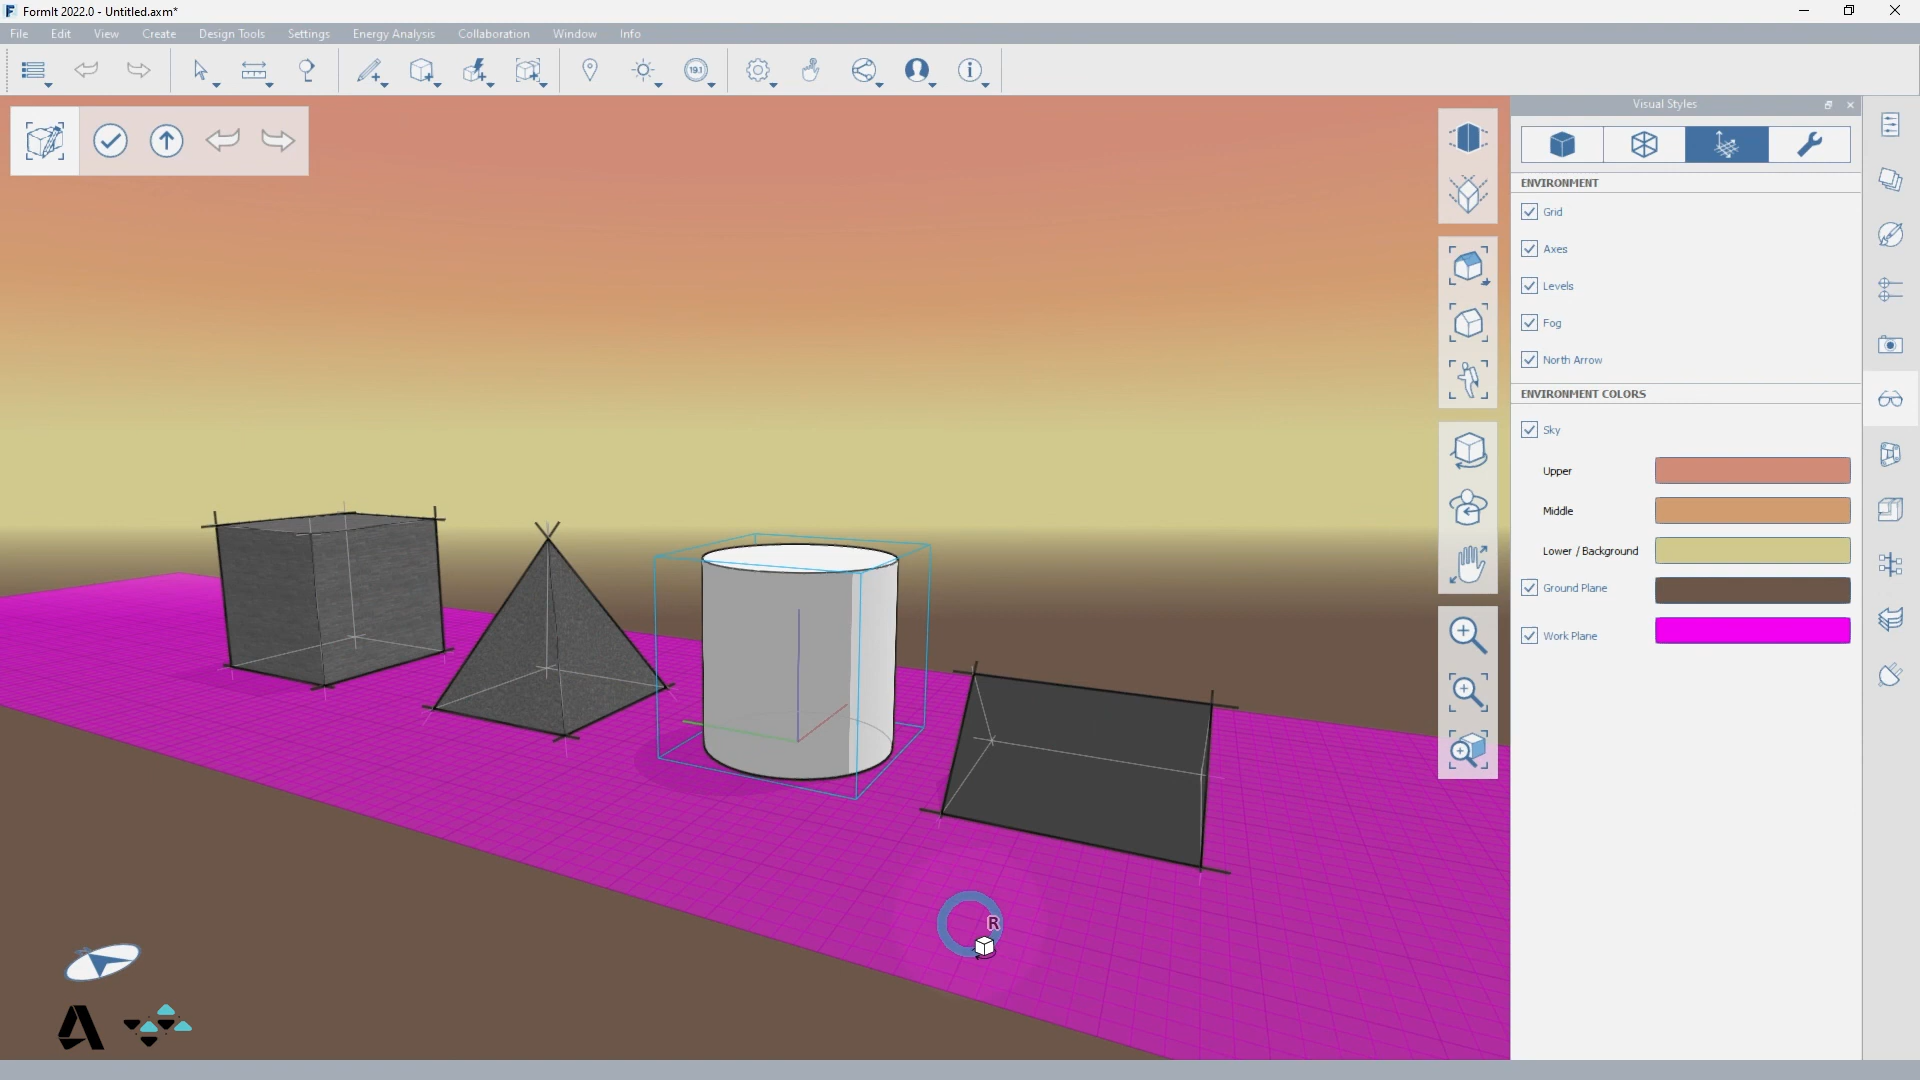 FormIt 2022.0 - Untitled.axm*
File Edit View Create Design Tools Settings Energy Analysis Collaboration Window Info
191
Visual Styles
ENVIRONMENT
Grid
Axes
Levels
Fog
North Arrow
ENVIRONMENT COLORS
Sky
Upper
Middle
Lower / Background
Ground Plane
Work Plane
R